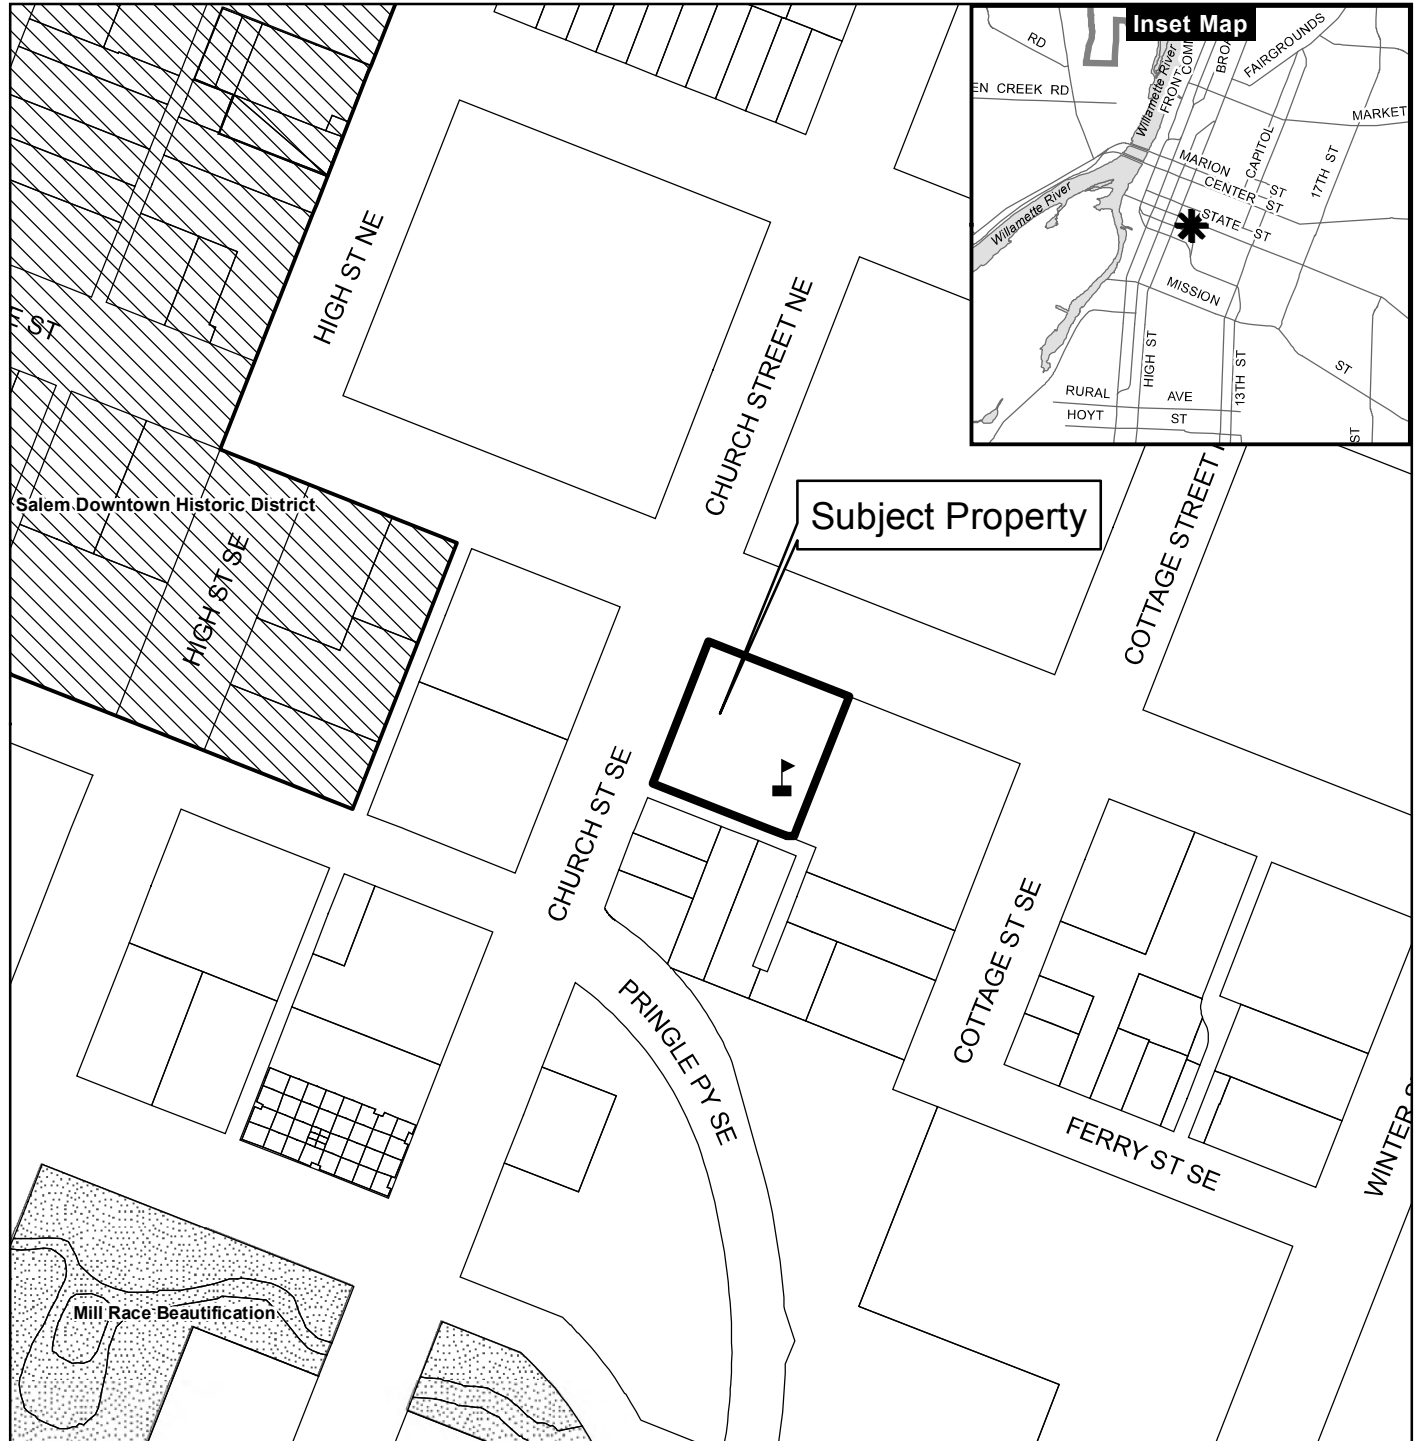 Inset Map
RD
EN CREEK RD
Willamette River
Willamette River
FRONT
COMM
BROA
FAIRGROUNDS
MARKET
CAPITOL
17TH ST
MARION ST
CENTER ST
STATE ST
MISSION
ST
HIGH ST
13TH ST
RURAL AVE
HOYT ST
ST
HIGH ST NE
CHURCH STREET NE
COTTAGE STREET
E ST
Salem Downtown Historic District
Subject Property
HIGH ST SE
CHURCH ST SE
COTTAGE ST SE
PRINGLE PY SE
FERRY ST SE
WINTER S
Mill Race Beautification